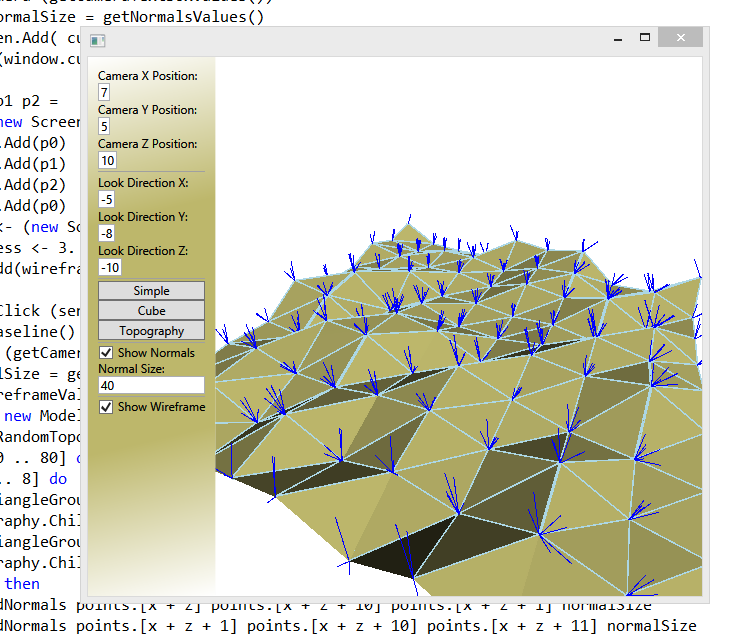 ormalSize = getNormalsValues()
en.Add( cu
(window.cu
p1 p2 =
new Screen
.Add(p0)
.Add(p1)
.Add(p2)
.Add(p0)
<- (new Sc
ess <- 3.
dd(wirefra
Click (ser
aseline()
(getCamer
lSize = ge
reframeVal
new Model
RandomTopo
0 .. 80] d
.. 8] do
iangleGrou
raphy.Chil
iangleGrou
raphy.Chil
then
dNormals points.[x + z] points.[x + z + 10] points.[x + z + 1] normalSize
dNormals points.[x + z + 1] points.[x + z + 10] points.[x + z + 11] normalSize
Camera X Position:
7
Camera Y Position:
5
Camera Z Position:
10
Look Direction X:
-5
Look Direction Y:
-8
Look Direction Z:
-10
Simple
Cube
Topography
Show Normals
Normal Size:
40
Show Wireframe